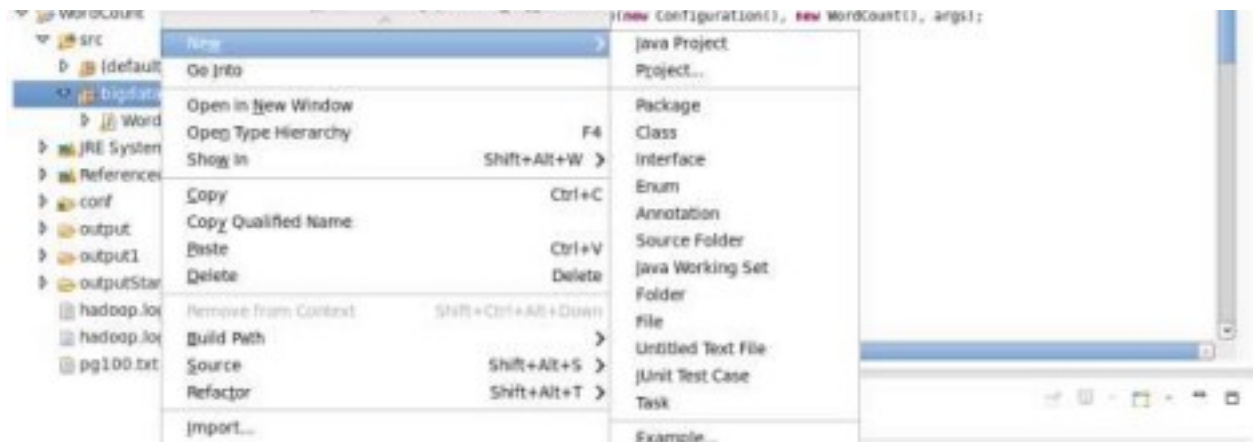 WordCount
(new Configuration(), new WordCount(), args);
src
(default
bigdata
Word
JRE System
Reference
conf
output
output1
outputStar
hadoop.log
hadoop.log
pg100.txt
New
Go Into
Open in New Window
Open Type Hierarchy F4
Show In Shift+Alt+W
Copy Ctrl+C
Copy Qualified Name
Paste Ctrl+V
Delete Delete
Remove from Context Shift+Ctrl+Alt+Down
Build Path
Source Shift+Alt+S
Refactor Shift+Alt+T
Import...
Java Project
Project...
Package
Class
Interface
Enum
Annotation
Source Folder
Java Working Set
Folder
File
Untitled Text File
JUnit Test Case
Task
Example...